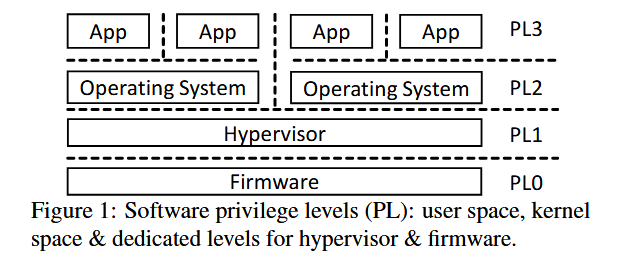 App App App App PL3
Operating System Operating System PL2
Hypervisor PL1
Firmware PL0
Figure 1: Software privilege levels (PL): user space, kernel
space & dedicated levels for hypervisor & firmware.